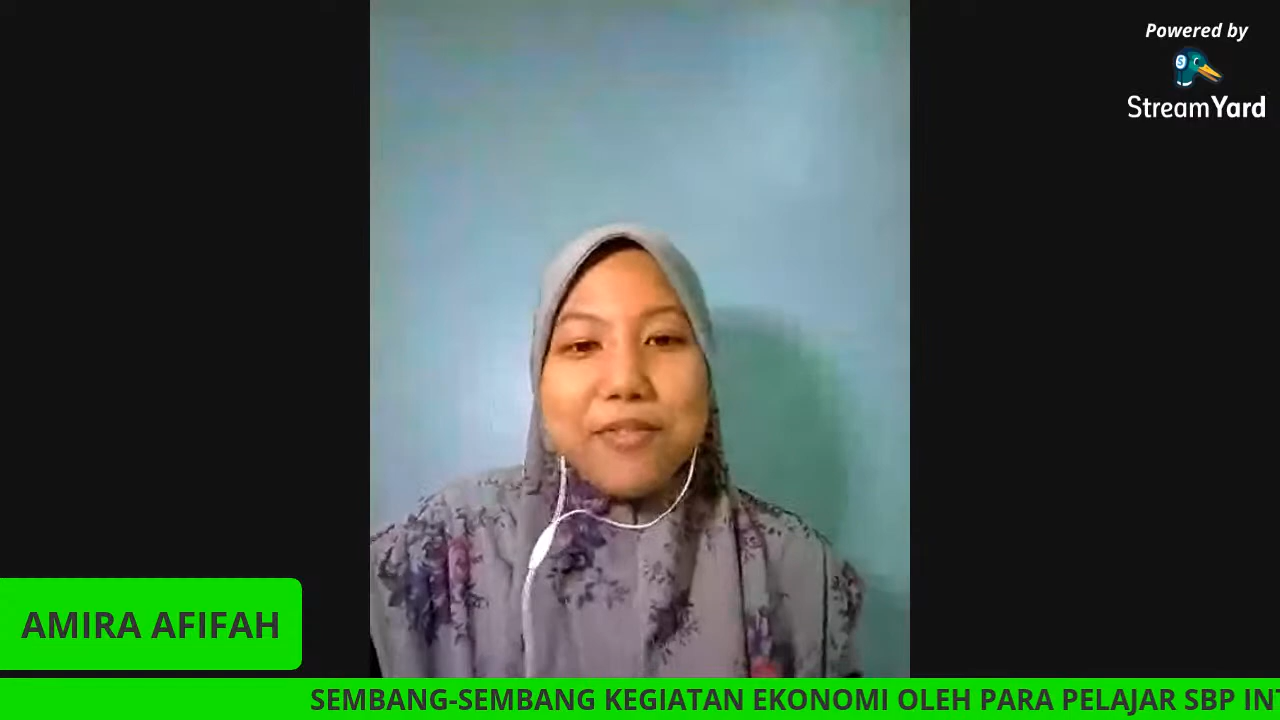 Powered by
StreamYard
AMIRA AFIFAH
SEMBANG-SEMBANG KEGIATAN EKONOMI OLEH PARA PELAJAR SBP